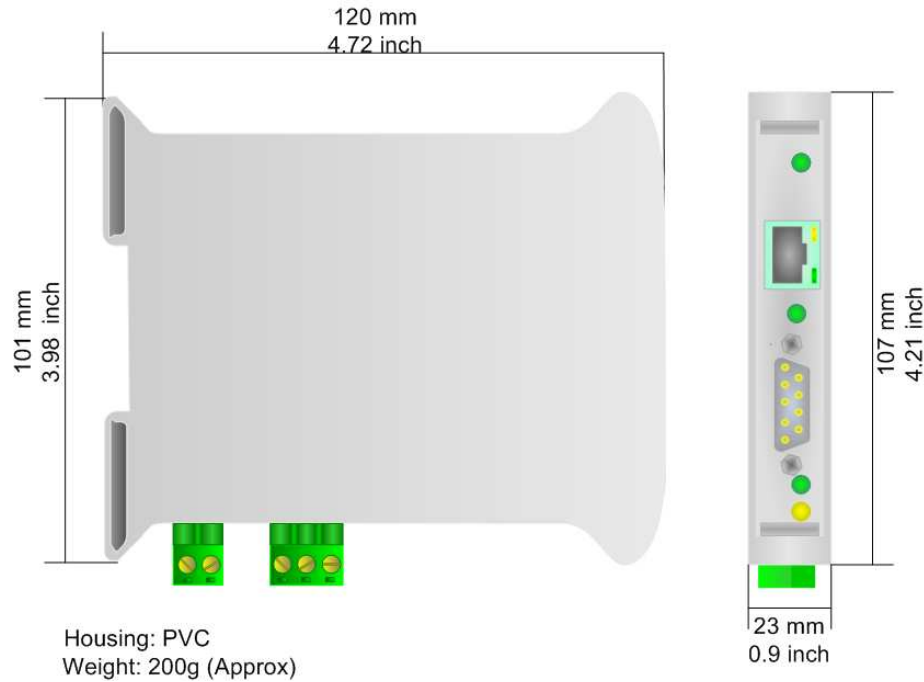 120 mm
4.72 inch
101 mm
3.98 inch
107 mm
4.21 inch
23 mm
0.9 inch
Housing: PVC
Weight: 200g (Approx)